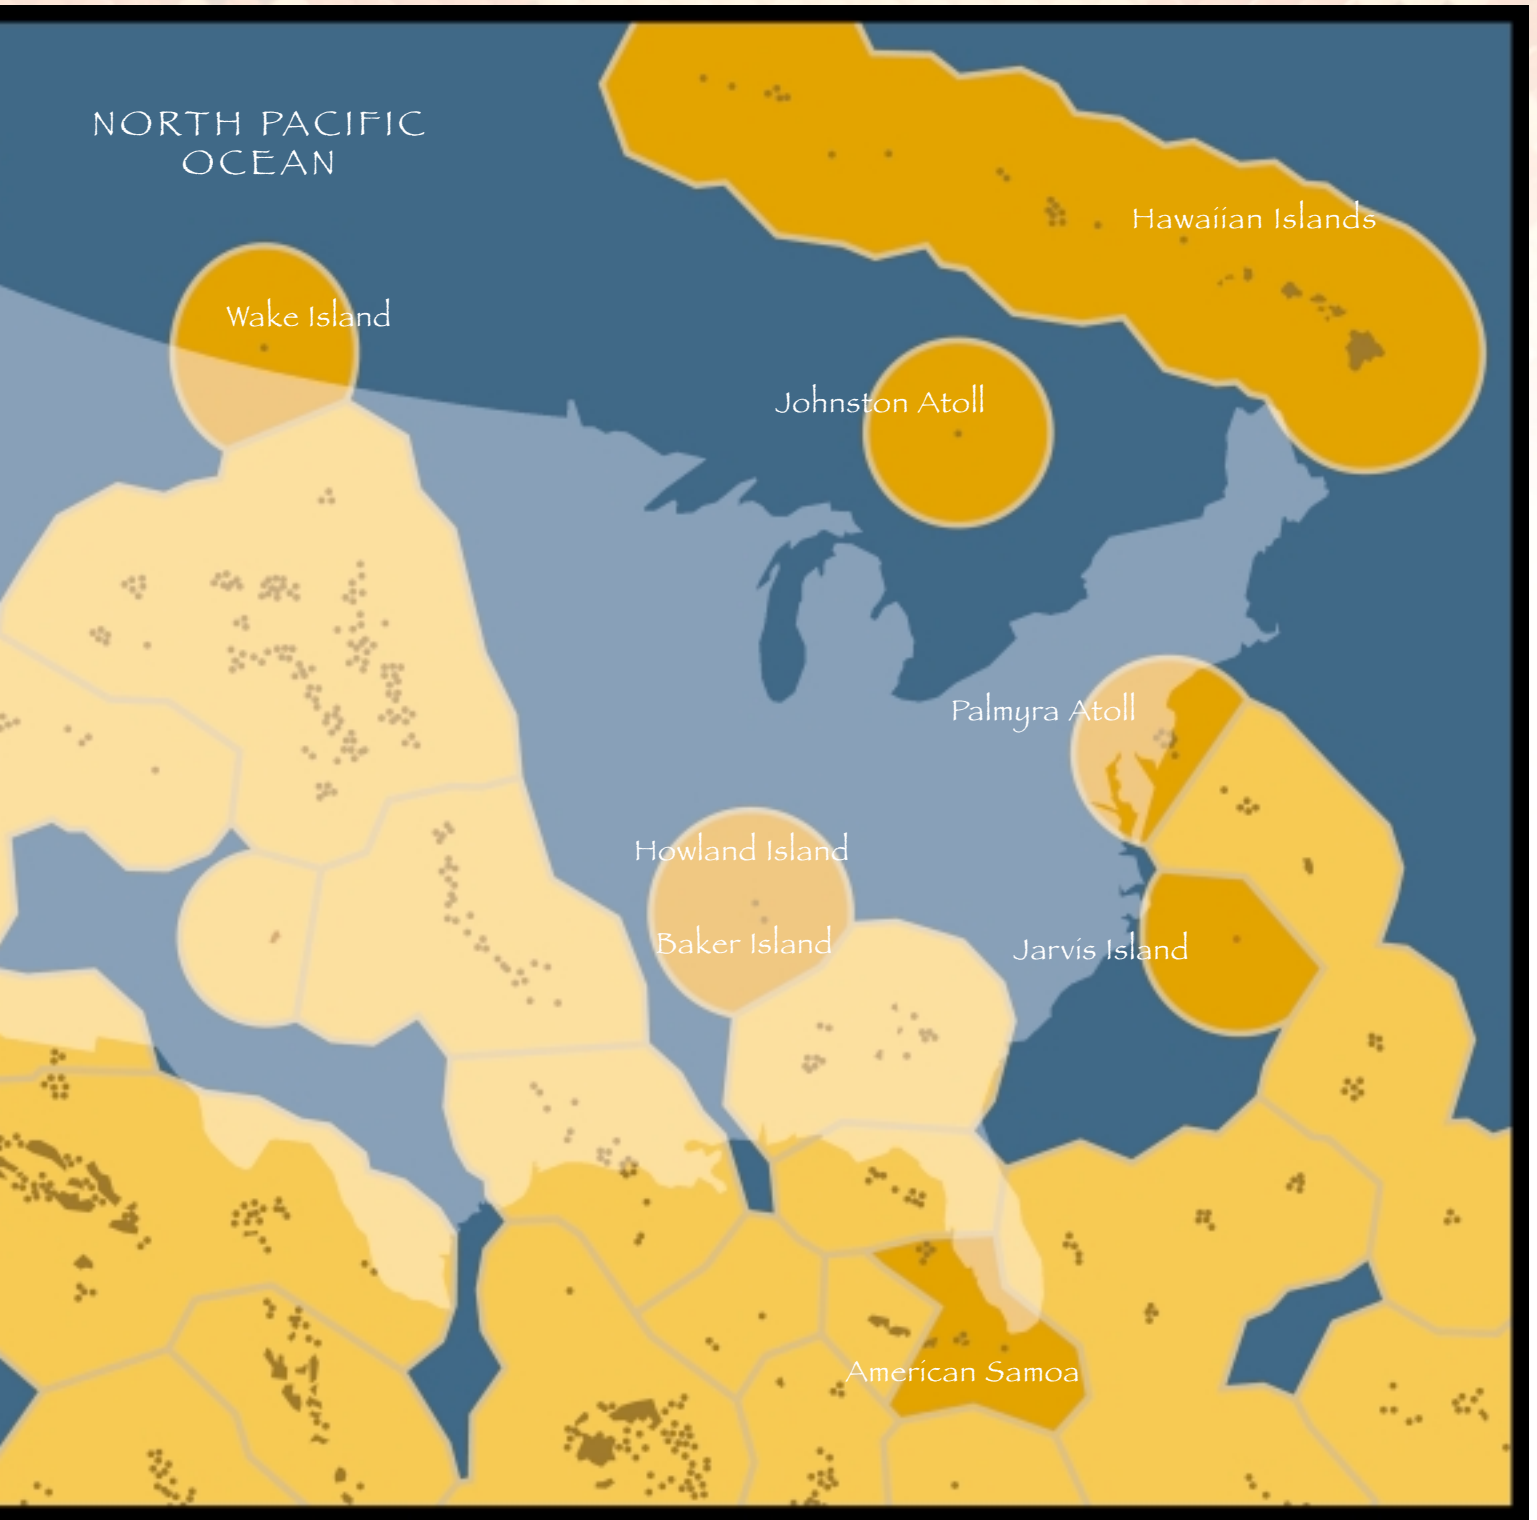 NORTH PACIFIC
OCEAN
Hawaiian Islands
Wake Island
Johnston Atoll
Palmyra Atoll
Howland Island
Baker Island
Jarvis Island
American Samoa